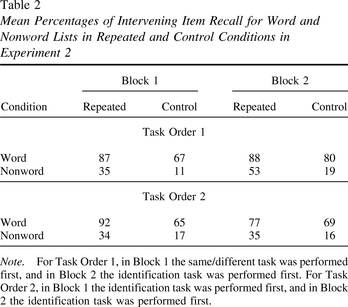 Table 2
Mean Percentages of Intervening Item Recall for Word and
Nonword Lists in Repeated and Control Conditions in
Experiment 2
Block 1 Block 2
Condition Repeated Control Repeated Control
Task Order 1
Word 87 67 88 80
Nonword 35 11 53 19
Task Order 2
Word 92 65 77 69
Nonword 34 17 35 16
Note. For Task Order 1, in Block 1 the same/different task was performed
first, and in Block 2 the identification task was performed first. For Task
Order 2, in Block 1 the identification task was performed first, and in Block
2 the identification task was performed first.